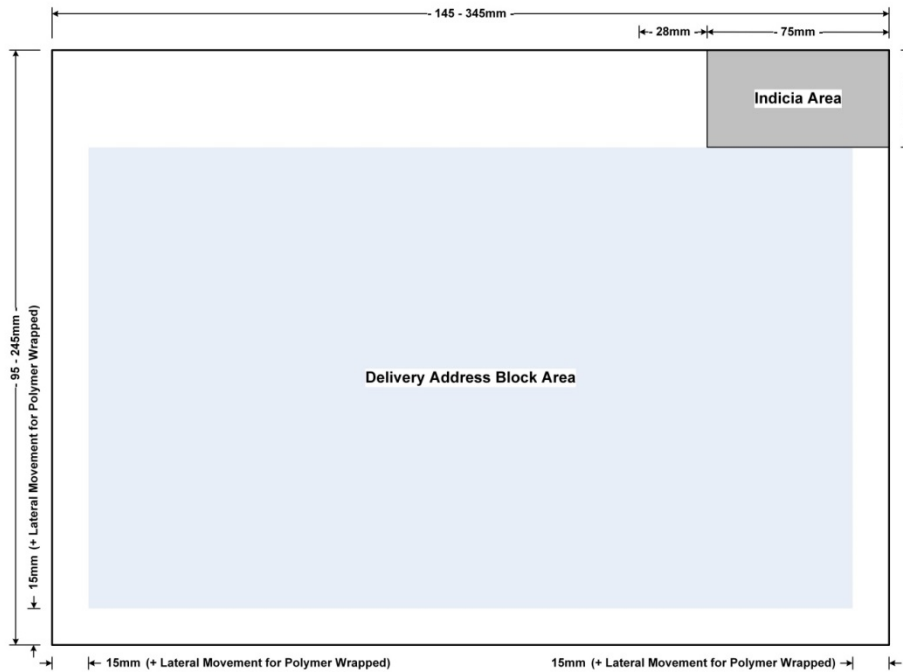 - 145 - 345mm -
- 28mm -
- 75mm -
Indicia Area
- 95 - 245mm -
15mm (+ Lateral Movement for Polymer Wrapped)
Delivery Address Block Area
15mm (+ Lateral Movement for Polymer Wrapped)
15mm (+ Lateral Movement for Polymer Wrapped)